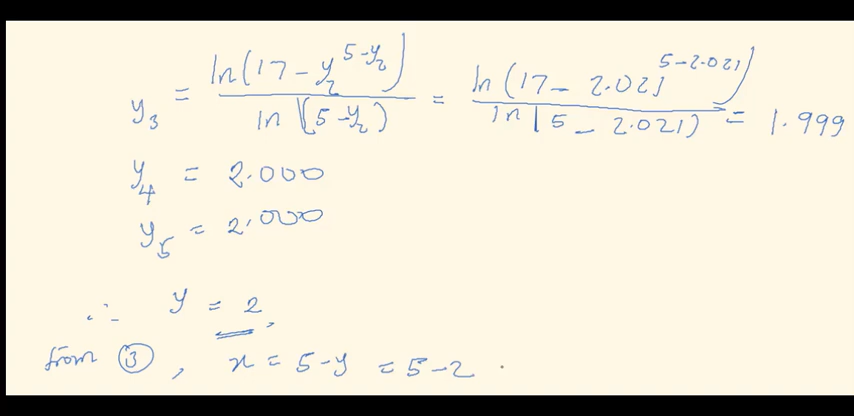 y₃ = ln(17 - y₂^(5-y₂)) / ln(5-y₂) = ln(17 - 2.021^(5-2.021)) / ln(5 - 2.021) = 1.999
y₄ = 2.000
y₅ = 2.000
∴ y = 2,
from ③, x = 5-y = 5-2